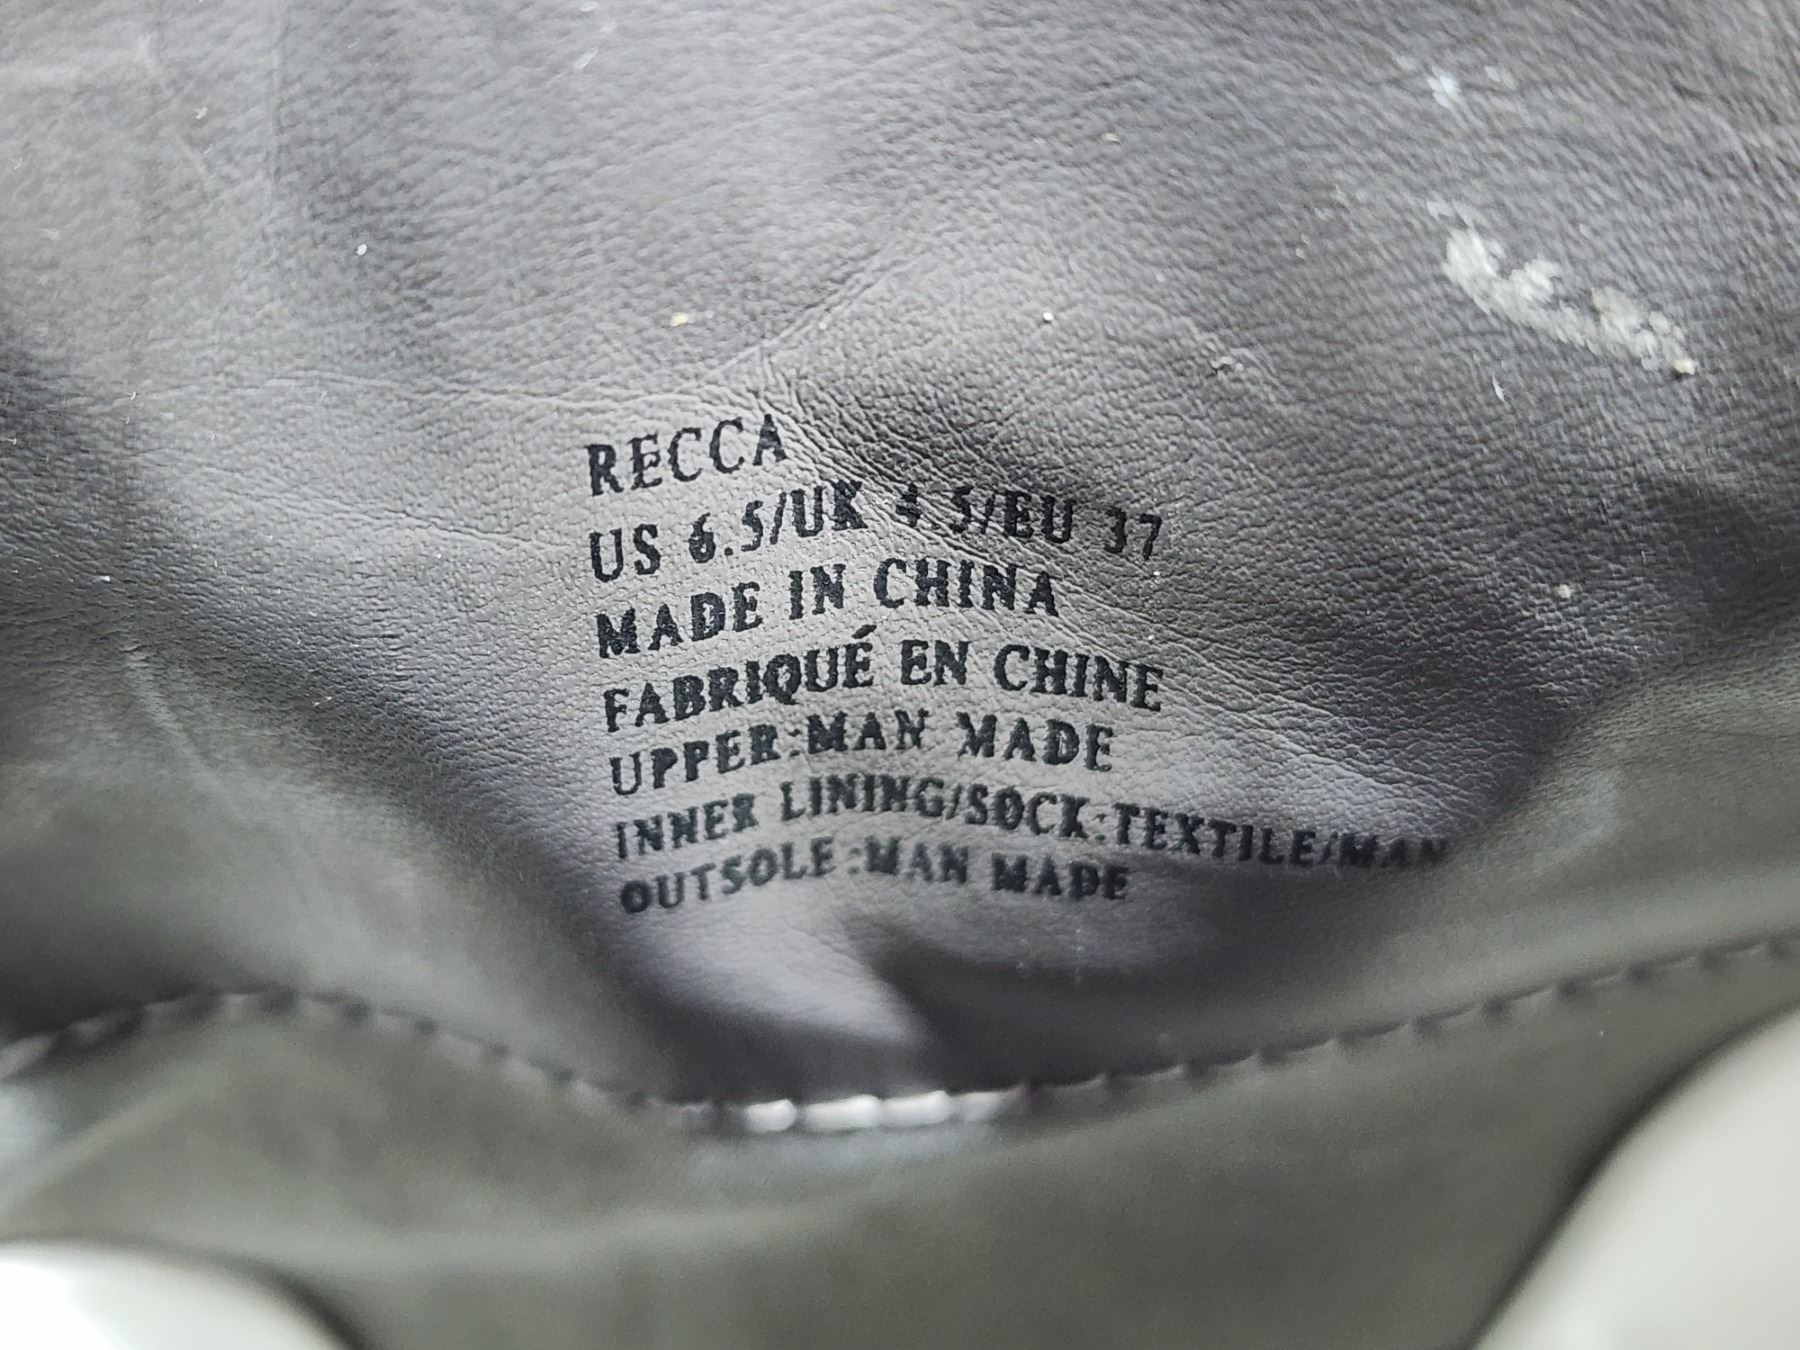 RECCA
US 6.5/UK 4.5/EU 37
MADE IN CHINA
FABRIQUÉ EN CHINE
UPPER:MAN MADE
INNER LINING/SOCK:TEXTILE/MAN
OUTSOLE:MAN MADE